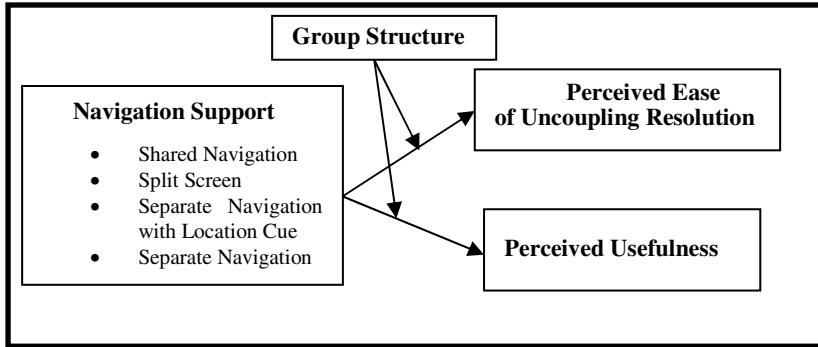 Group Structure
Navigation Support
• Shared Navigation
• Split Screen
• Separate Navigation
with Location Cue
• Separate Navigation
Perceived Ease
of Uncoupling Resolution
Perceived Usefulness